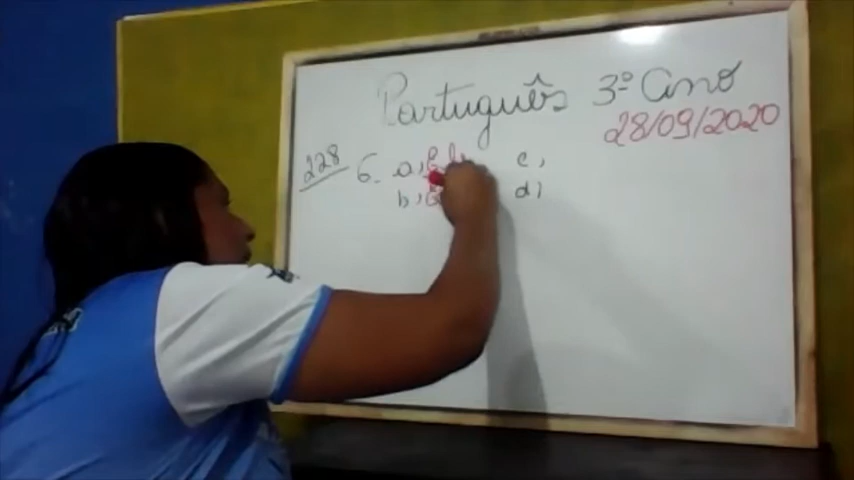 Português 3º Ano
28/09/2020
228 6. a, c,
b, d,